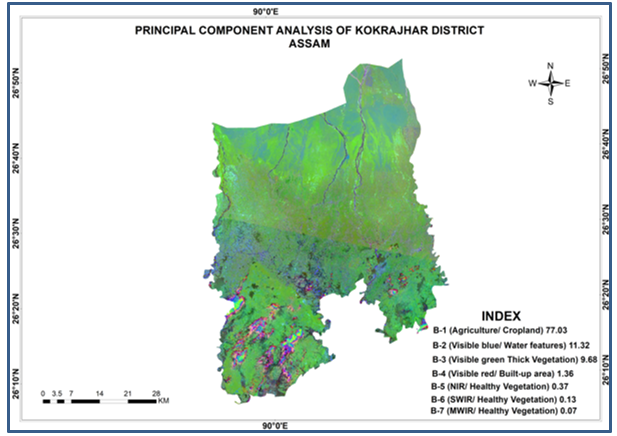 90°0'E
PRINCIPAL COMPONENT ANALYSIS OF KOKRAJHAR DISTRICT
ASSAM
N
W E
S
26°50'N
26°50'N
26°40'N
26°40'N
26°30'N
26°30'N
26°20'N
26°20'N
26°10'N
26°10'N
INDEX
B-1 (Agriculture/ Cropland) 77.03
B-2 (Visible blue/ Water features) 11.32
B-3 (Visible green Thick Vegetation) 9.68
B-4 (Visible red/ Built-up area) 1.36
B-5 (NIR/ Healthy Vegetation) 0.37
B-6 (SWIR/ Healthy Vegetation) 0.13
B-7 (MWIR/ Healthy Vegetation) 0.07
0 3.5 7 14 21 28
KM
90°0'E